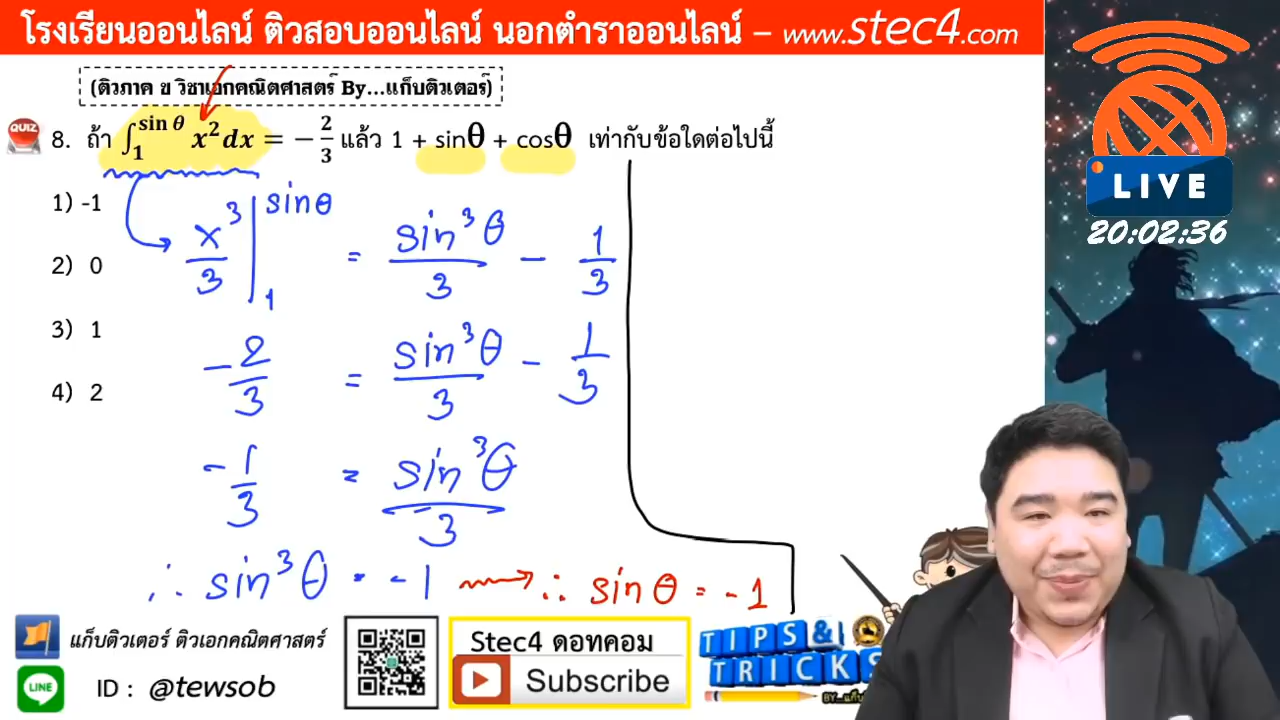 โรงเรียนออนไลน์ ติวสอบออนไลน์ นอกตำราออนไลน์ – www.stec4.com
(ติวภาค ข วิชาเอกคณิตศาสตร์ By...แก็บติวเตอร์)
QUIZ
8. ถ้า ∫₁^{sin θ} x² dx = −2/3 แล้ว 1 + sinθ + cosθ เท่ากับข้อใดต่อไปนี้
LIVE
20:02:36
1) -1
2) 0
3) 1
4) 2
x³/3 |₁^{sinθ} = sin³θ/3 − 1/3
−2/3 = sin³θ/3 − 1/3
−1/3 = sin³θ/3
∴ sin³θ = −1 → ∴ sinθ = −1
แก็บติวเตอร์ ติวเอกคณิตศาสตร์
LINE
ID : @tewsob
Stec4 ดอทคอม
Subscribe
TIPS &
TRICKS